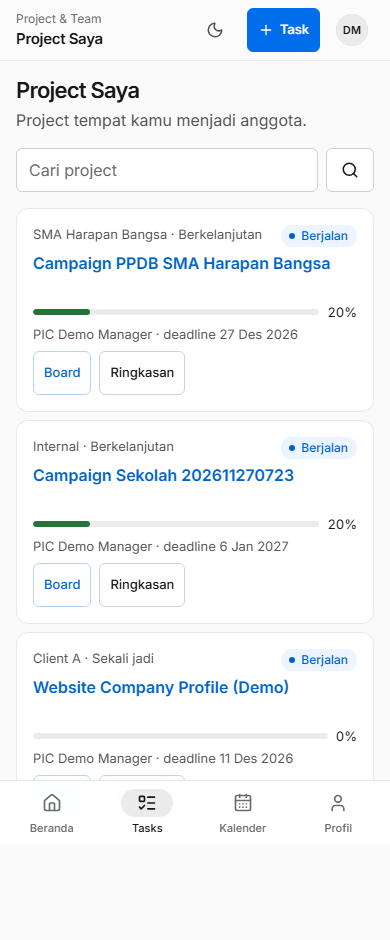 Project & Team
Project Saya
Task
DM
Project Saya
Project tempat kamu menjadi anggota.
Cari project
SMA Harapan Bangsa · Berkelanjutan
Berjalan
Campaign PPDB SMA Harapan Bangsa
20%
PIC Demo Manager · deadline 27 Des 2026
Board
Ringkasan
Internal · Berkelanjutan
Berjalan
Campaign Sekolah 202611270723
20%
PIC Demo Manager · deadline 6 Jan 2027
Board
Ringkasan
Client A · Sekali jadi
Berjalan
Website Company Profile (Demo)
0%
PIC Demo Manager · deadline 11 Des 2026
Beranda
Tasks
Kalender
Profil